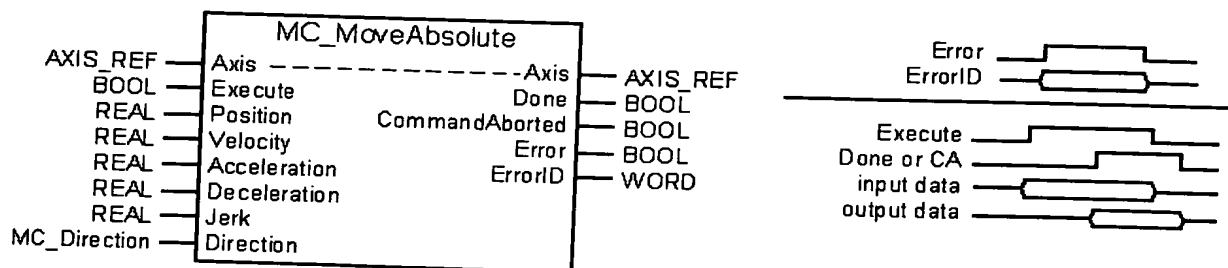 MC_MoveAbsolute
AXIS_REF Axis Axis AXIS_REF
BOOL Execute Done BOOL
REAL Position CommandAborted BOOL
REAL Velocity Error BOOL
REAL Acceleration ErrorID WORD
REAL Deceleration
REAL Jerk
MC_Direction Direction
Error
ErrorID
Execute
Done or CA
input data
output data